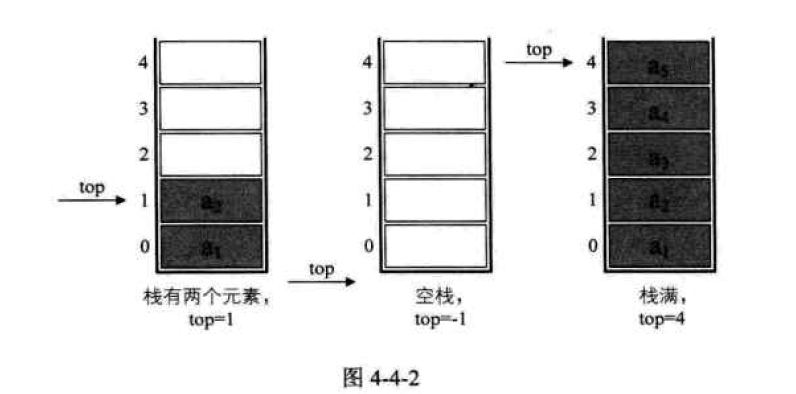 top
4
3
2
1 a₂
0 a₁
栈有两个元素，
top=1
top
4
3
2
1
0
空栈，
top=-1
top
4 a₅
3 a₄
2 a₃
1 a₂
0 a₁
栈满，
top=4
图 4-4-2